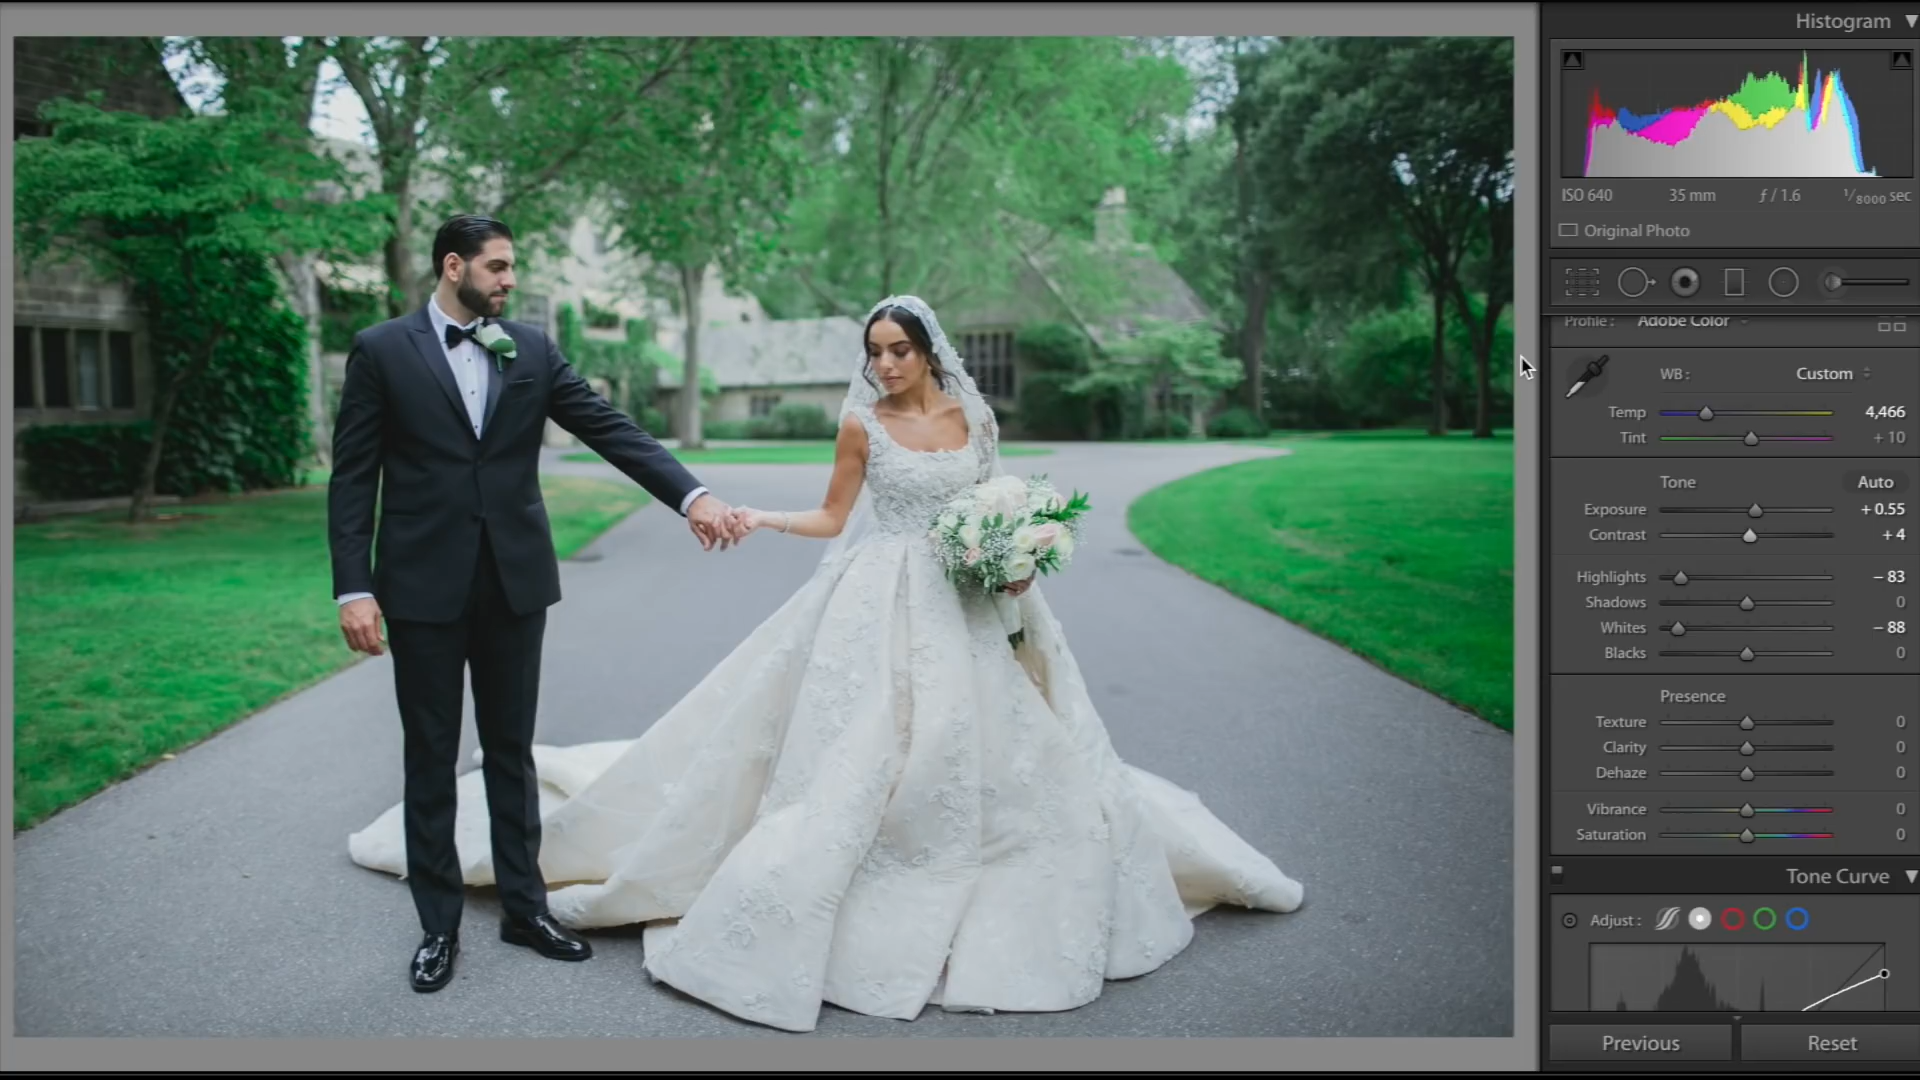 Histogram
ISO 640 35 mm ƒ / 1.6 1/8000 sec
Original Photo
Profile : Adobe Color
WB : Custom
Temp 4,466
Tint + 10
Tone Auto
Exposure + 0.55
Contrast + 4
Highlights – 83
Shadows 0
Whites – 88
Blacks 0
Presence
Texture 0
Clarity 0
Dehaze 0
Vibrance 0
Saturation 0
Tone Curve
Adjust :
Previous Reset